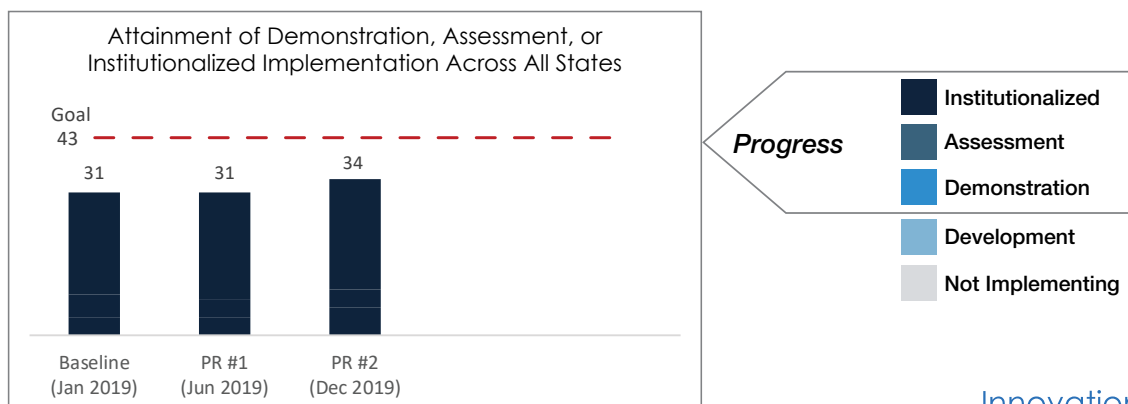 Attainment of Demonstration, Assessment, or
Institutionalized Implementation Across All States
Goal
43
31
31
34
Baseline
(Jan 2019)
PR #1
(Jun 2019)
PR #2
(Dec 2019)
Progress
Institutionalized
Assessment
Demonstration
Development
Not Implementing